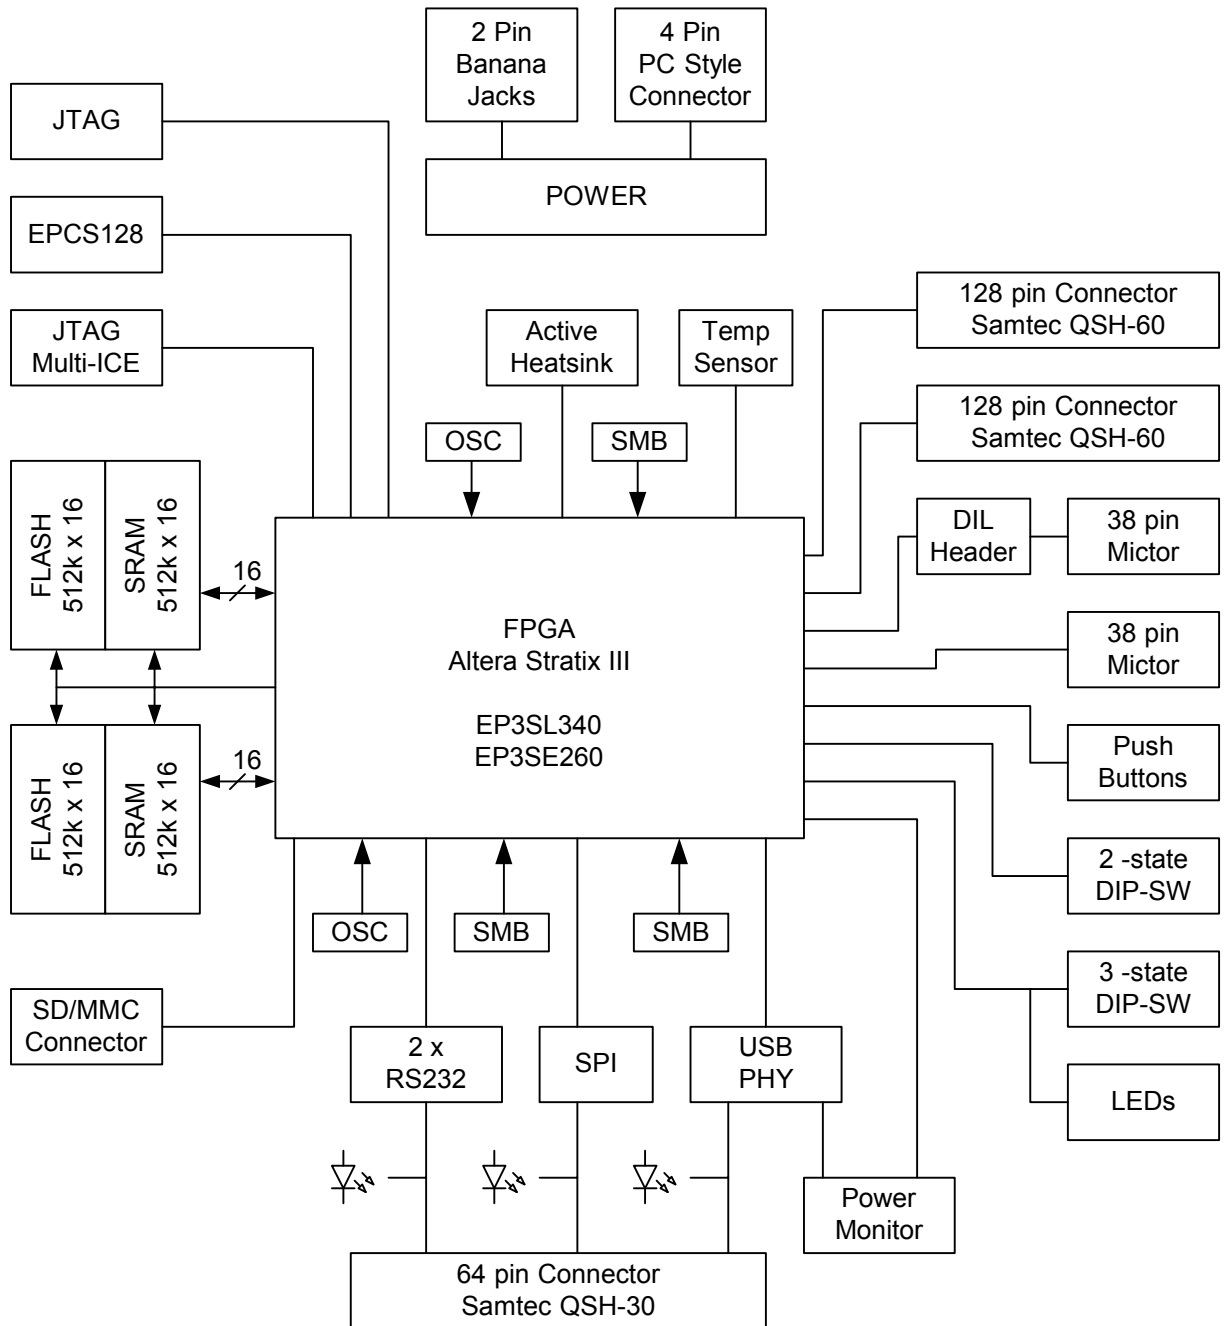 2 Pin
Banana
Jacks
4 Pin
PC Style
Connector
JTAG
POWER
EPCS128
JTAG
Multi-ICE
Active
Heatsink
Temp
Sensor
128 pin Connector
Samtec QSH-60
128 pin Connector
Samtec QSH-60
OSC
SMB
FLASH
512k x 16
SRAM
512k x 16
16
DIL
Header
38 pin
Mictor
FPGA
Altera Stratix III
EP3SL340
EP3SE260
38 pin
Mictor
FLASH
512k x 16
SRAM
512k x 16
16
Push
Buttons
2 -state
DIP-SW
OSC
SMB
SMB
3 -state
DIP-SW
SD/MMC
Connector
2 x
RS232
SPI
USB
PHY
LEDs
Power
Monitor
64 pin Connector
Samtec QSH-30